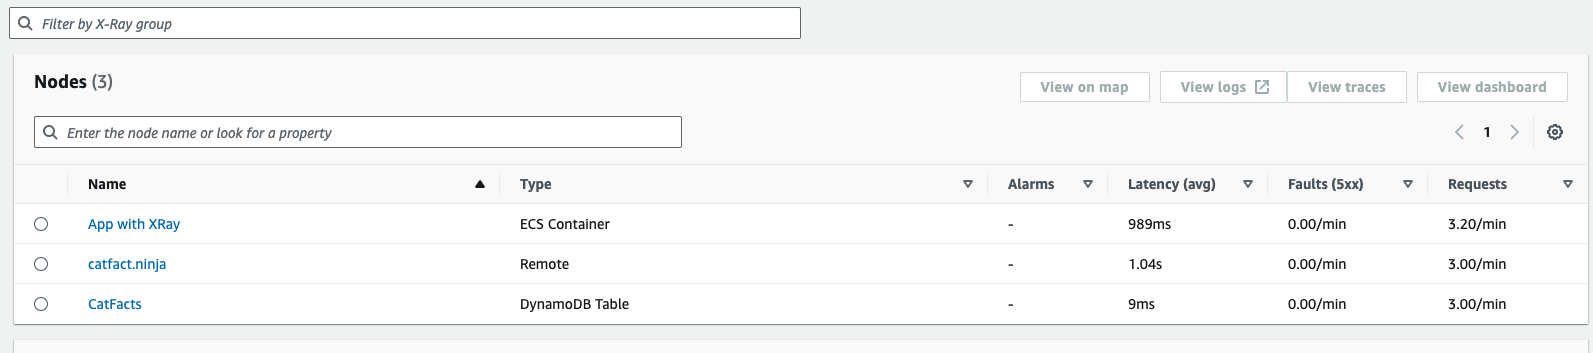 Filter by X-Ray group
Nodes (3)
View on map
View logs
View traces
View dashboard
Enter the node name or look for a property
1
Name Type Alarms Latency (avg) Faults (5xx) Requests
App with XRay ECS Container - 989ms 0.00/min 3.20/min
catfact.ninja Remote - 1.04s 0.00/min 3.00/min
CatFacts DynamoDB Table - 9ms 0.00/min 3.00/min